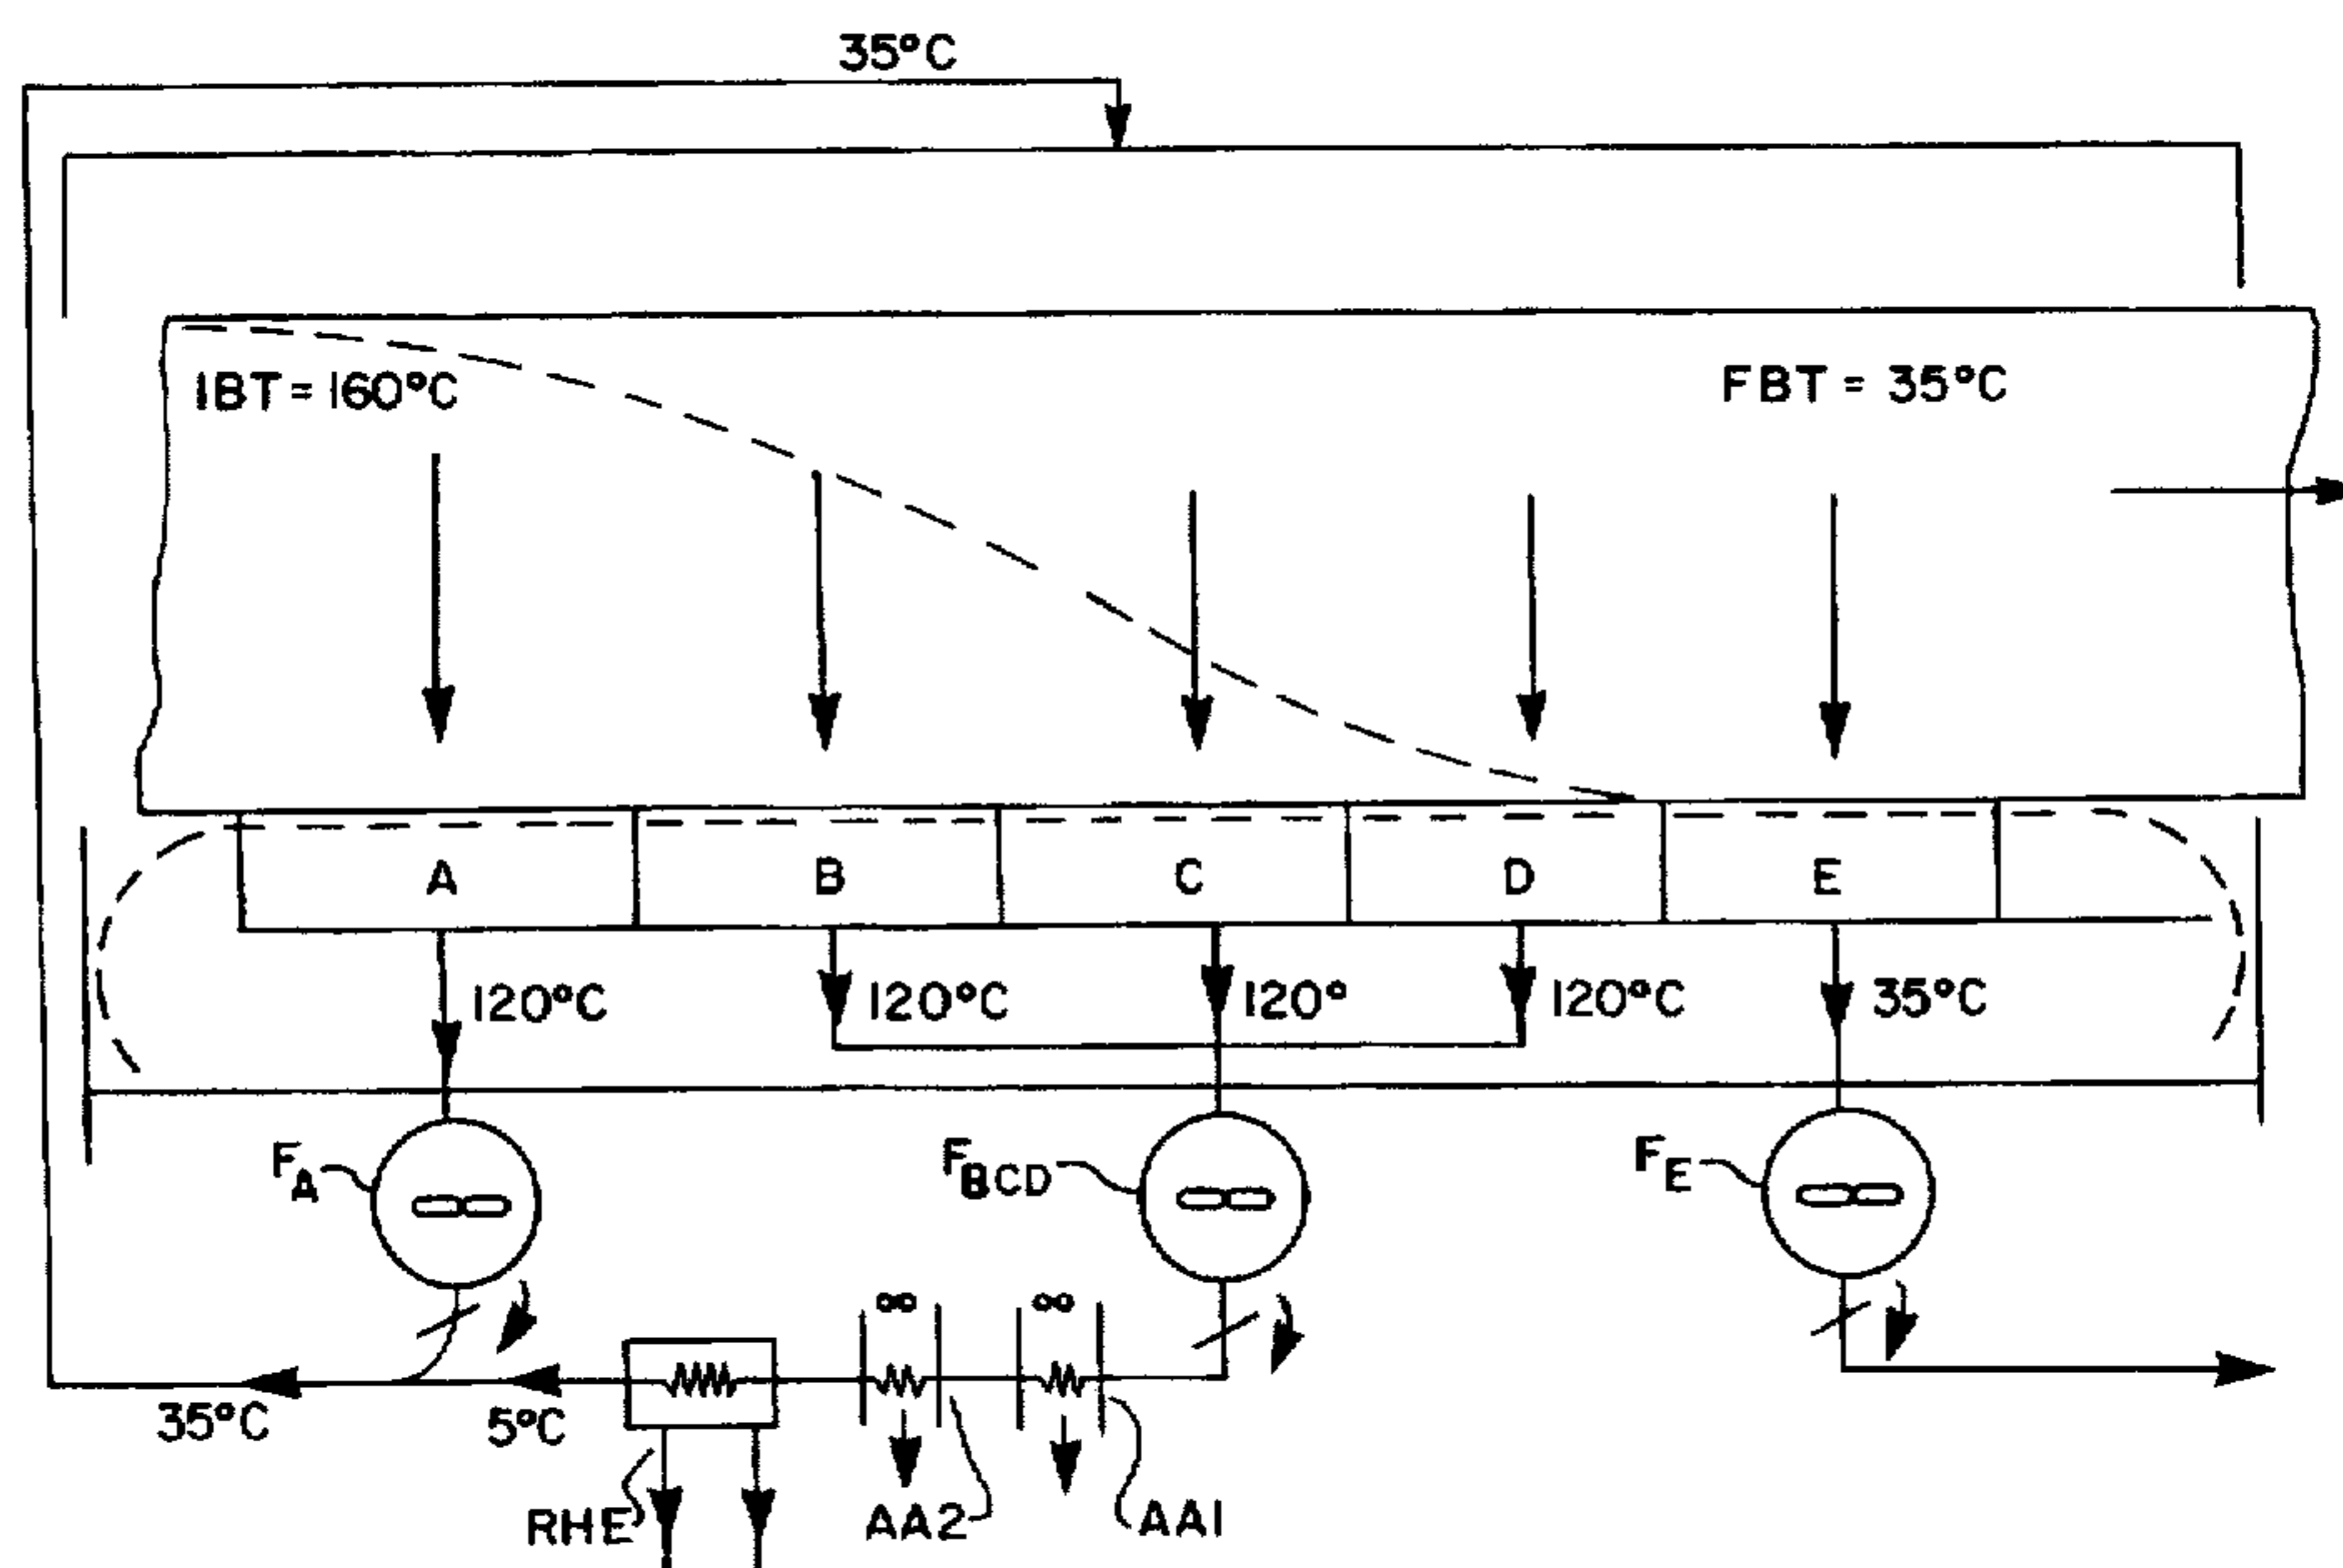 35°C
IBT = 160°C
FBT = 35°C
A
B
C
D
E
120°C
120°C
120°
120°C
35°C
FA
FBCD
FE
35°C
5°C
RHE
AA2
AA1